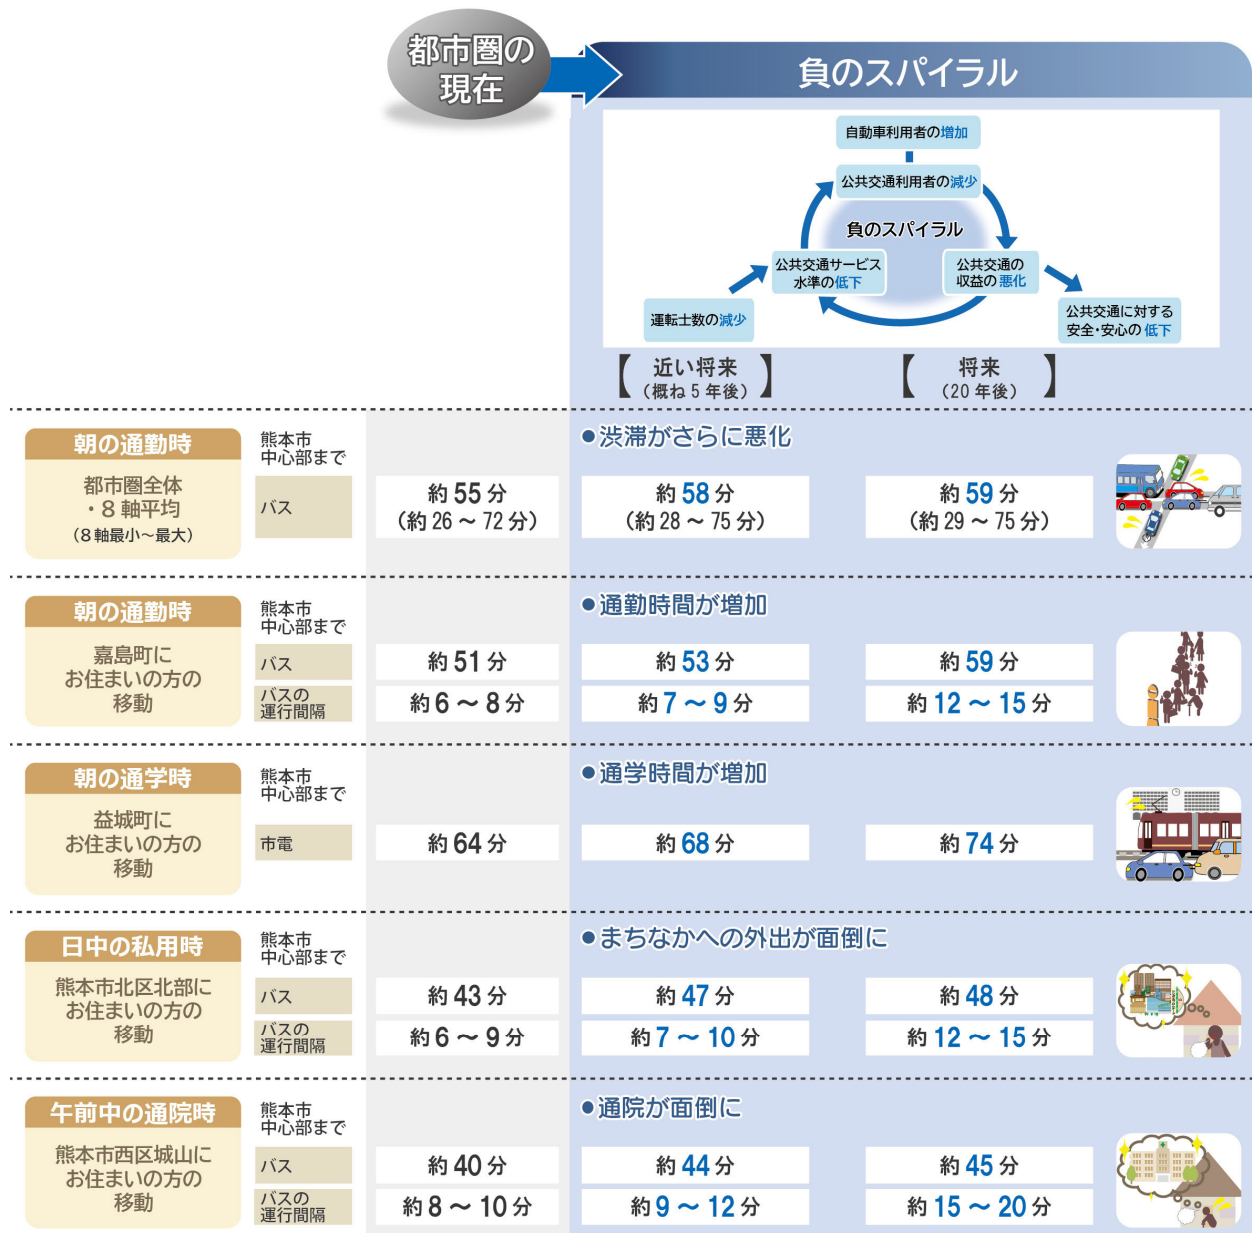 都市圏の
現在
負のスパイラル
自動車利用者の増加
公共交通利用者の減少
負のスパイラル
公共交通サービス
水準の低下
公共交通の
収益の悪化
運転士数の減少
公共交通に対する
安全・安心の低下
【近い将来】
（概ね5年後）
【将来】
（20年後）
朝の通勤時
都市圏全体
・8軸平均
（8軸最小～最大）
熊本市
中心部まで
●渋滞がさらに悪化
バス
約55分
（約26～72分）
約58分
（約28～75分）
約59分
（約29～75分）
朝の通勤時
嘉島町に
お住まいの方の
移動
熊本市
中心部まで
●通勤時間が増加
バス
約51分
約53分
約59分
バスの
運行間隔
約6～8分
約7～9分
約12～15分
朝の通学時
益城町に
お住まいの方の
移動
熊本市
中心部まで
●通学時間が増加
市電
約64分
約68分
約74分
日中の私用時
熊本市北区北部に
お住まいの方の
移動
熊本市
中心部まで
●まちなかへの外出が面倒に
バス
約43分
約47分
約48分
バスの
運行間隔
約6～9分
約7～10分
約12～15分
午前中の通院時
熊本市西区城山に
お住まいの方の
移動
熊本市
中心部まで
●通院が面倒に
バス
約40分
約44分
約45分
バスの
運行間隔
約8～10分
約9～12分
約15～20分